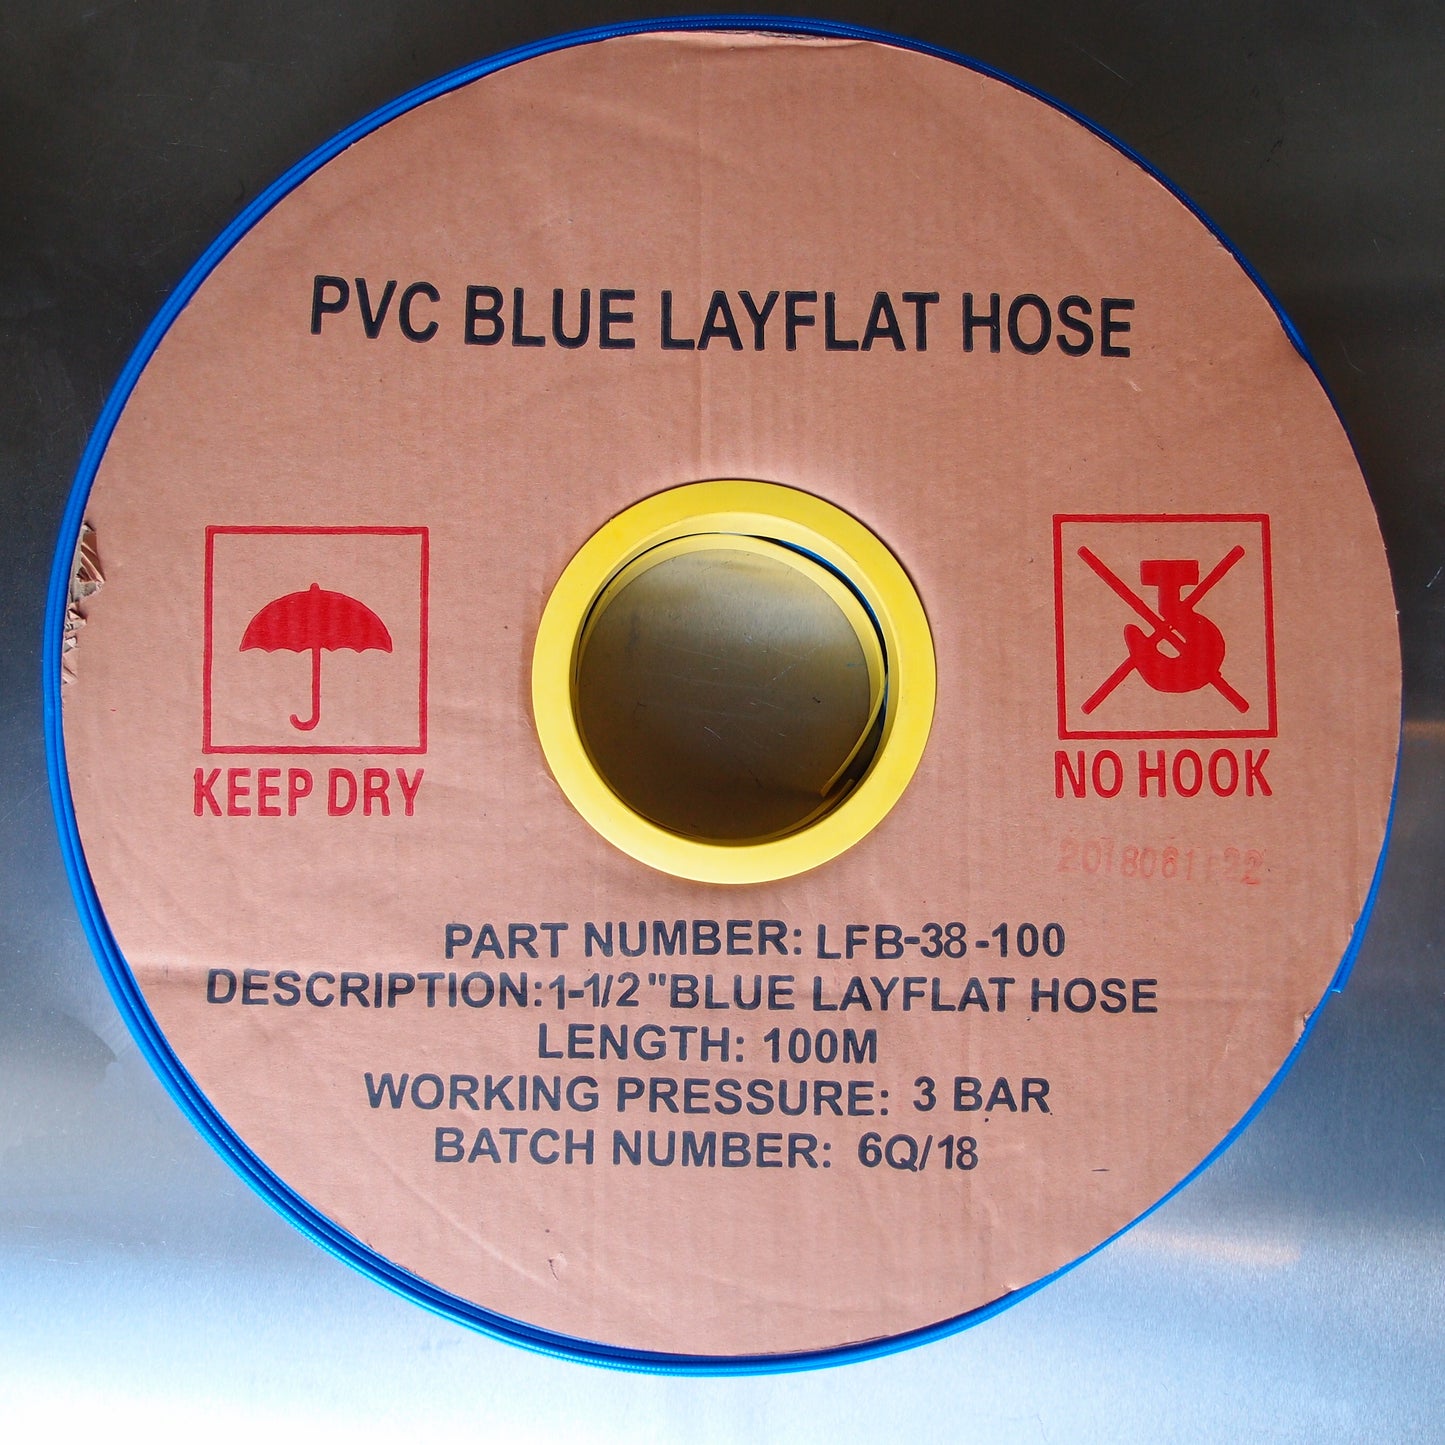 PVC BLUE LAYFLAT HOSE
KEEP DRY
NO HOOK
PART NUMBER: LFB-38-100
DESCRIPTION:1-1/2"BLUE LAYFLAT HOSE
LENGTH: 100M
WORKING PRESSURE: 3 BAR
BATCH NUMBER: 6Q/18